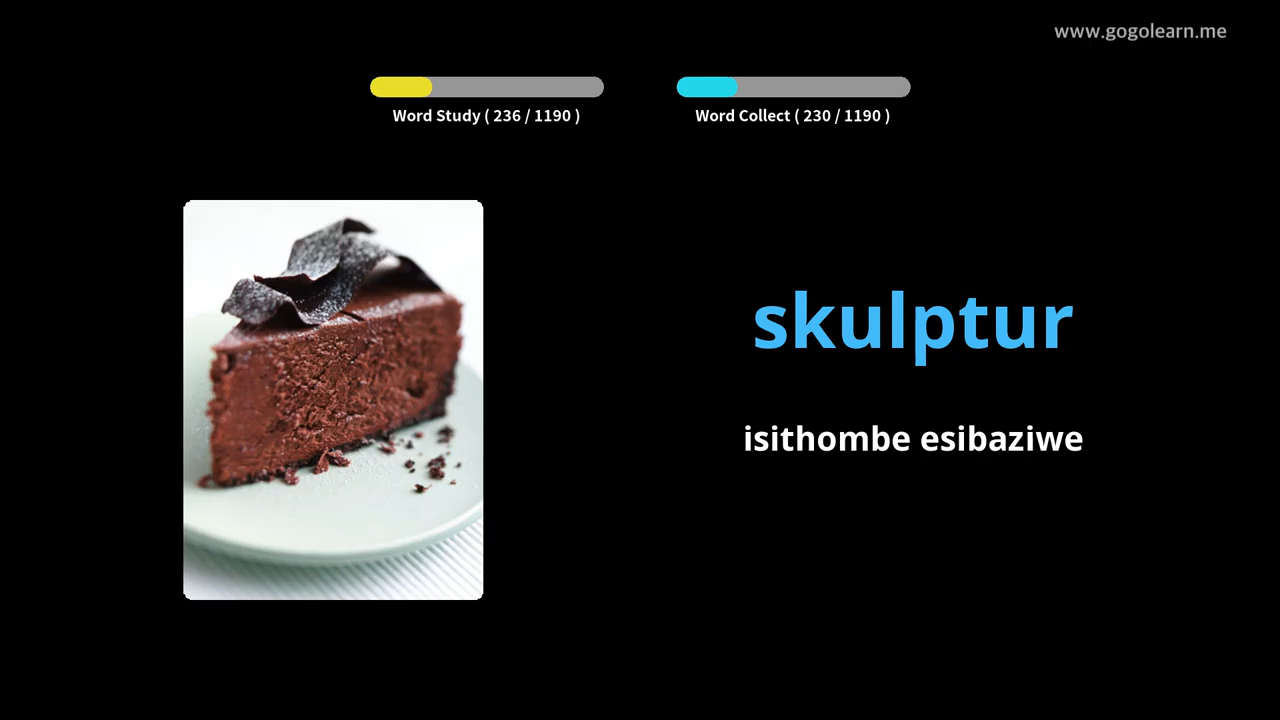 www.gogolearn.me
Word Study ( 236 / 1190 )
Word Collect ( 230 / 1190 )
skulptur
isithombe esibaziwe